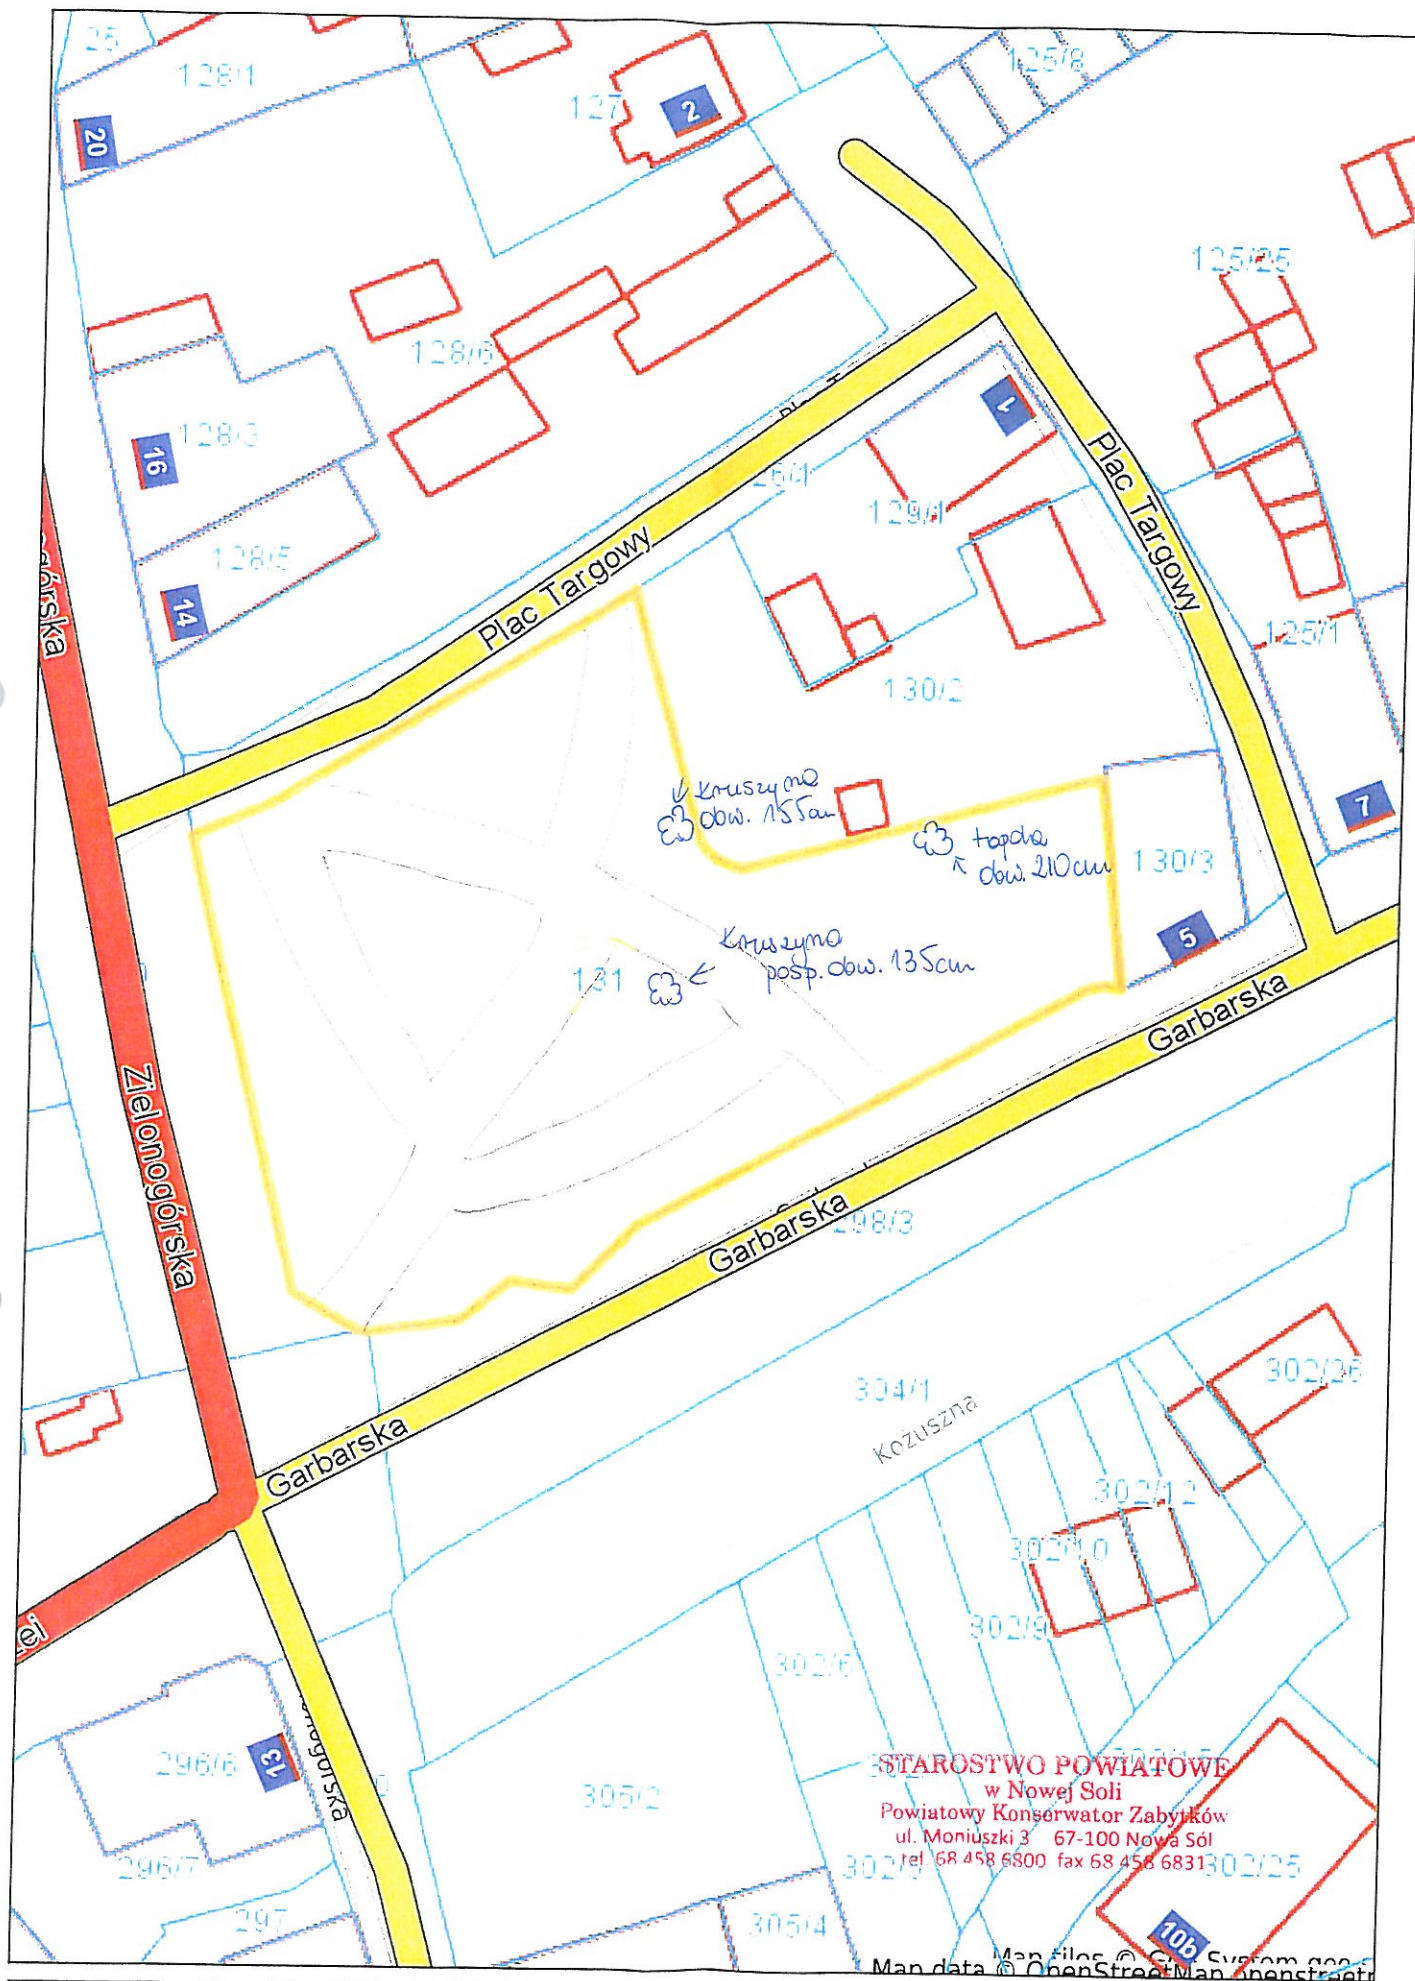 25
128/1
127
2
125/8
20
125/25
128/6
1
128/3
16
26/1
129/1
Plac Targowy
128/5
14
górska
Plac Targowy
125/1
130/2
Kruszyna
obw. 155cm
7
topola
obw. 210cm
130/3
Kruszyna
posp. obw. 135cm
5
131
Garbarska
Zielonogórska
298/3
Garbarska
302/26
304/1
Kozuszna
Garbarska
302/12
302/10
302/9
302/6
296/6
13
305/2
STAROSTWO POWIATOWE
w Nowej Soli
Powiatowy Konserwator Zabytków
ul. Moniuszki 3 67-100 Nowa Sól
tel. 68 458 6800 fax 68 458 6831
302/25
296/7
297
305/4
10b
Map data © OpenStreetMap